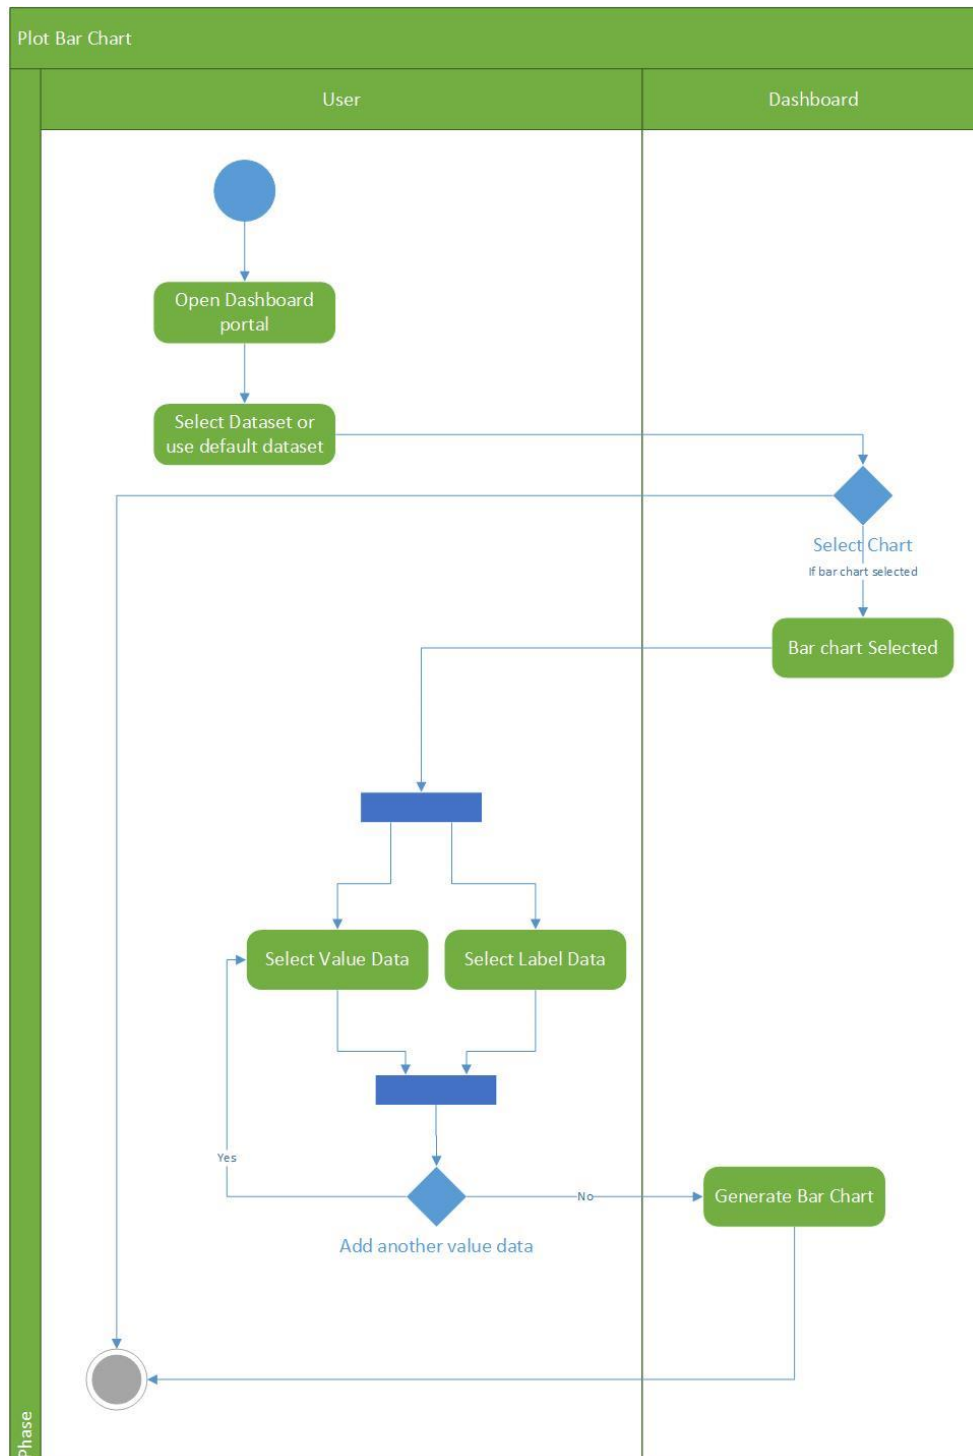 Plot Bar Chart
User
Dashboard
Open Dashboard
portal
Select Dataset or
use default dataset
Select Chart
If bar chart selected
Bar chart Selected
Select Value Data
Select Label Data
Yes
No
Generate Bar Chart
Add another value data
Phase